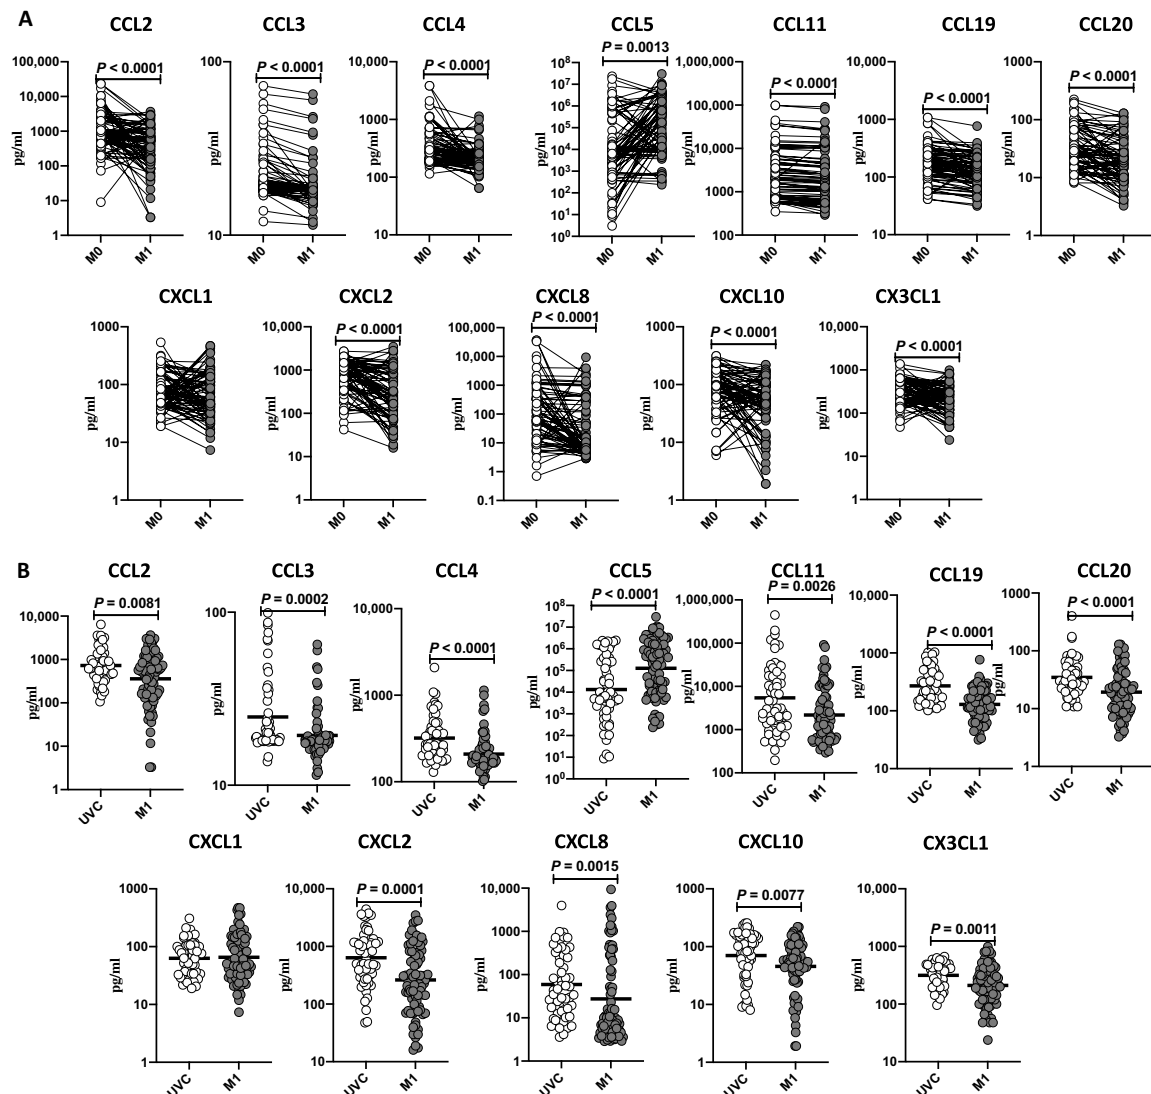 A
CCL2 CCL3 CCL4 CCL5 CCL11 CCL19 CCL20
P < 0.0001 P < 0.0001 P < 0.0001 P = 0.0013 P < 0.0001 P < 0.0001 P < 0.0001
pg/ml 100,000 10,000 1000 100 10 1 M0 M1
pg/ml 100 10 M0 M1
pg/ml 10,000 1000 100 10 M0 M1
pg/ml 10^8 10^7 10^6 10^5 10^4 10^3 10^2 10^1 10^0 M0 M1
pg/ml 1,000,000 100,000 10,000 1000 100 M0 M1
pg/ml 10,000 1000 100 10 M0 M1
pg/ml 1000 100 10 1 M0 M1
CXCL1 CXCL2 CXCL8 CXCL10 CX3CL1
P < 0.0001 P < 0.0001 P < 0.0001 P < 0.0001
pg/ml 1000 100 10 1 M0 M1
pg/ml 10,000 1000 100 10 1 M0 M1
pg/ml 100,000 10,000 1000 100 10 1 0.1 M0 M1
pg/ml 1000 100 10 1 M0 M1
pg/ml 10,000 1000 100 10 1 M0 M1
B
CCL2 CCL3 CCL4 CCL5 CCL11 CCL19 CCL20
P = 0.0081 P = 0.0002 P < 0.0001 P < 0.0001 P = 0.0026 P < 0.0001 P < 0.0001
pg/ml 10,000 1000 100 10 1 UVC M1
pg/ml 100 10 UVC M1
pg/ml 10,000 1000 100 UVC M1
pg/ml 10^8 10^7 10^6 10^5 10^4 10^3 10^2 10^1 10^0 UVC M1
pg/ml 1,000,000 100,000 10,000 1000 100 UVC M1
pg/ml 10,000 1000 100 10 UVC M1
pg/ml 1000 100 10 1 UVC M1
CXCL1 CXCL2 CXCL8 CXCL10 CX3CL1
P = 0.0001 P = 0.0015 P = 0.0077 P = 0.0011
pg/ml 1000 100 10 1 UVC M1
pg/ml 10,000 1000 100 10 UVC M1
pg/ml 10,000 1000 100 10 1 UVC M1
pg/ml 1000 100 10 1 UVC M1
pg/ml 10,000 1000 100 10 UVC M1